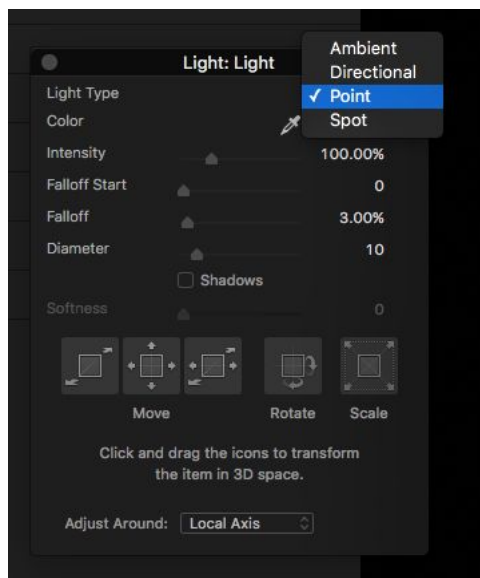 Light: Light
Light Type
Ambient
Directional
✓ Point
Spot
Color
Intensity 100.00%
Falloff Start 0
Falloff 3.00%
Diameter 10
Shadows
Softness 0
Move Rotate Scale
Click and drag the icons to transform
the item in 3D space.
Adjust Around: Local Axis